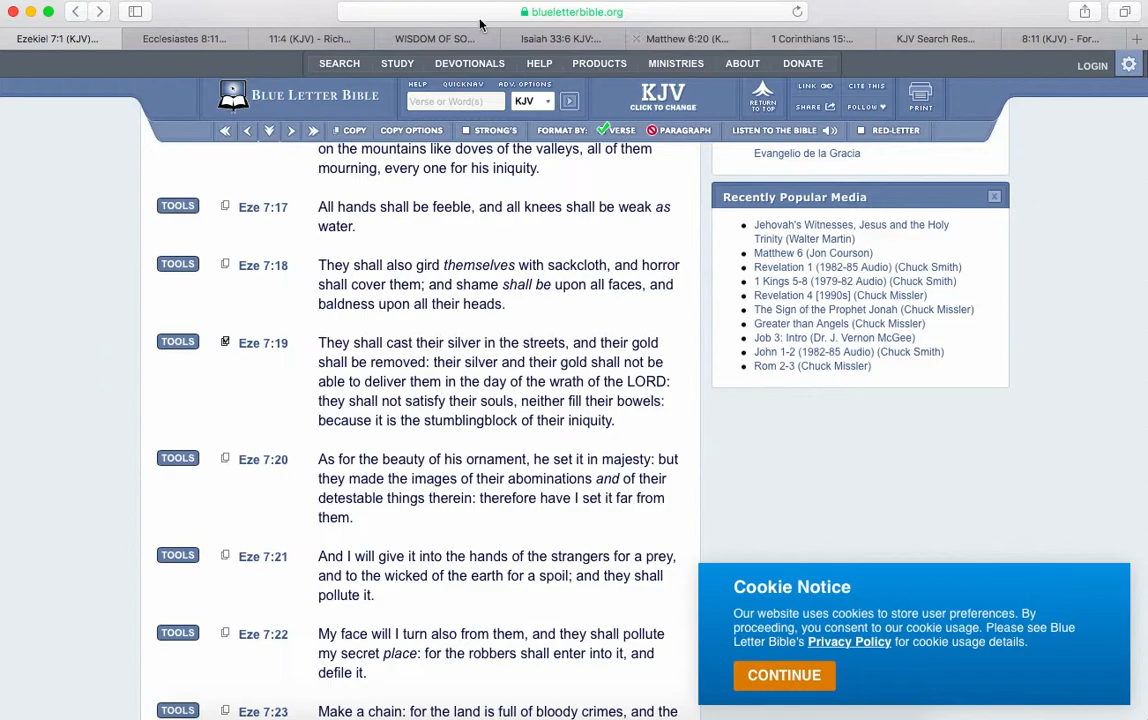 blueletterbible.org
Ezekiel 7:1 (KJV)...
Ecclesiastes 8:11...
11:4 (KJV) - Rich...
WISDOM OF SO...
Isaiah 33:6 KJV:...
Matthew 6:20 (K...
1 Corinthians 15:...
KJV Search Res...
8:11 (KJV) - For...
SEARCH STUDY DEVOTIONALS HELP PRODUCTS MINISTRIES ABOUT DONATE
LOGIN
BLUE LETTER BIBLE
HELP QUICKNAV ADV. OPTIONS
Verse or Word(s)
KJV
KJV
CLICK TO CHANGE
RETURN
TO TOP
LINK
CITE THIS
SHARE
FOLLOW
PRINT
COPY COPY OPTIONS STRONG'S FORMAT BY: VERSE PARAGRAPH LISTEN TO THE BIBLE RED-LETTER
on the mountains like doves of the valleys, all of them
mourning, every one for his iniquity.
TOOLS Eze 7:17 All hands shall be feeble, and all knees shall be weak as
water.
TOOLS Eze 7:18 They shall also gird themselves with sackcloth, and horror
shall cover them; and shame shall be upon all faces, and
baldness upon all their heads.
TOOLS Eze 7:19 They shall cast their silver in the streets, and their gold
shall be removed: their silver and their gold shall not be
able to deliver them in the day of the wrath of the LORD:
they shall not satisfy their souls, neither fill their bowels:
because it is the stumblingblock of their iniquity.
TOOLS Eze 7:20 As for the beauty of his ornament, he set it in majesty: but
they made the images of their abominations and of their
detestable things therein: therefore have I set it far from
them.
TOOLS Eze 7:21 And I will give it into the hands of the strangers for a prey,
and to the wicked of the earth for a spoil; and they shall
pollute it.
TOOLS Eze 7:22 My face will I turn also from them, and they shall pollute
my secret place: for the robbers shall enter into it, and
defile it.
TOOLS Eze 7:23 Make a chain: for the land is full of bloody crimes, and the
Evangelio de la Gracia
Recently Popular Media
x
Jehovah's Witnesses, Jesus and the Holy
Trinity (Walter Martin)
Matthew 6 (Jon Courson)
Revelation 1 (1982-85 Audio) (Chuck Smith)
1 Kings 5-8 (1979-82 Audio) (Chuck Smith)
Revelation 4 [1990s] (Chuck Missler)
The Sign of the Prophet Jonah (Chuck Missler)
Greater than Angels (Chuck Missler)
Job 3: Intro (Dr. J. Vernon McGee)
John 1-2 (1982-85 Audio) (Chuck Smith)
Rom 2-3 (Chuck Missler)
Cookie Notice
Our website uses cookies to store user preferences. By
proceeding, you consent to our cookie usage. Please see Blue
Letter Bible's Privacy Policy for cookie usage details.
CONTINUE